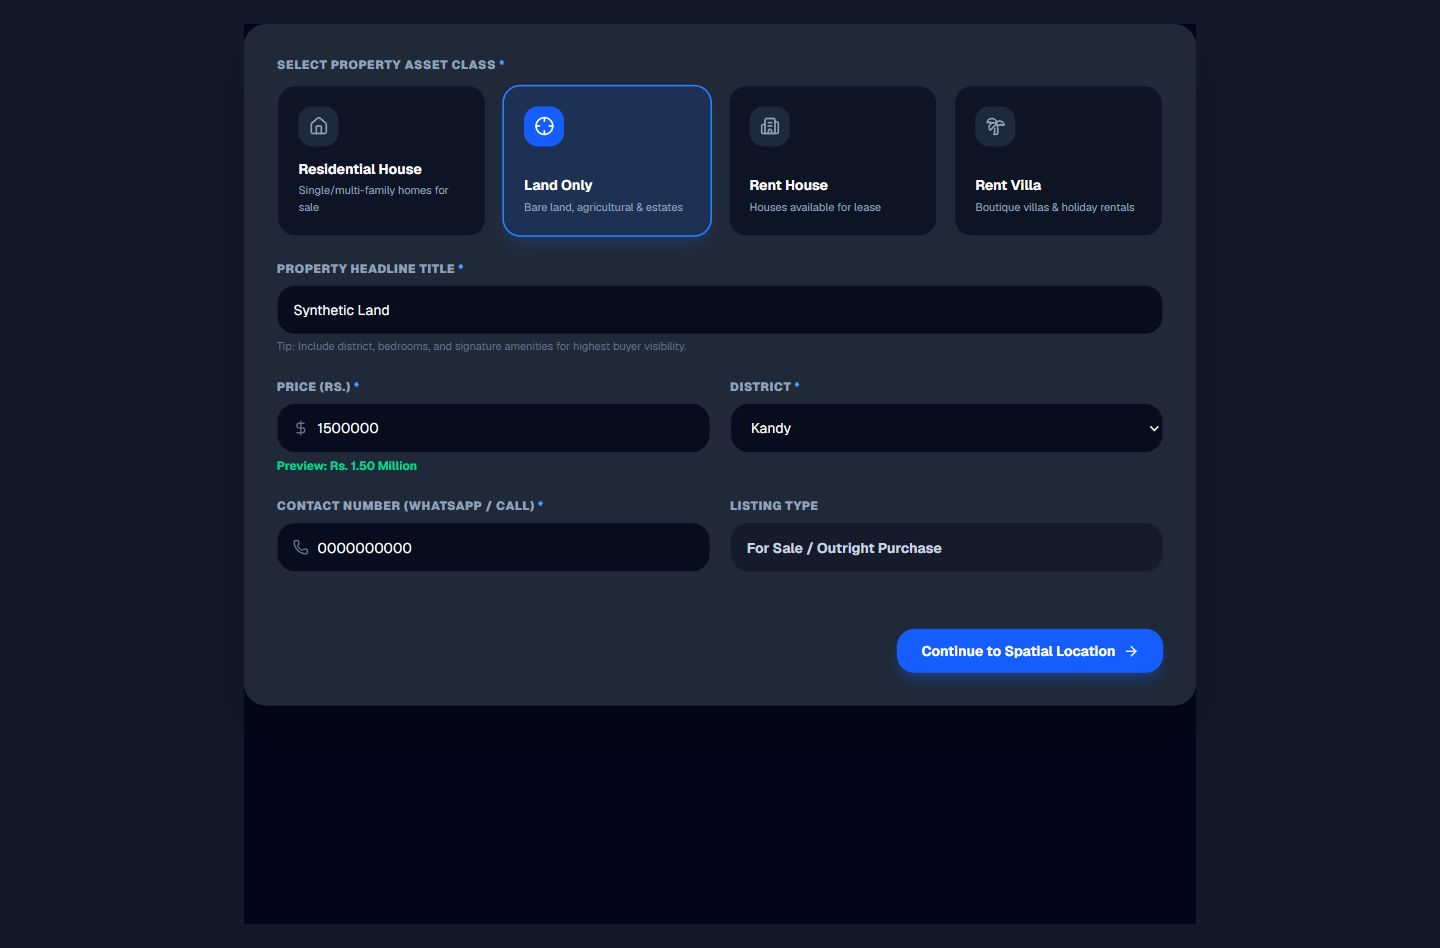 SELECT PROPERTY ASSET CLASS *
Residential House
Single/multi-family homes for
sale
Land Only
Bare land, agricultural & estates
Rent House
Houses available for lease
Rent Villa
Boutique villas & holiday rentals
PROPERTY HEADLINE TITLE *
Synthetic Land
Tip: Include district, bedrooms, and signature amenities for highest buyer visibility.
PRICE (RS.) *
$ 1500000
Preview: Rs. 1.50 Million
DISTRICT *
Kandy
CONTACT NUMBER (WHATSAPP / CALL) *
0000000000
LISTING TYPE
For Sale / Outright Purchase
Continue to Spatial Location →